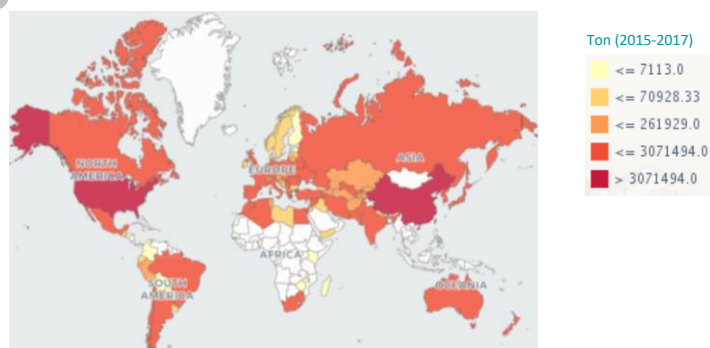 Ton (2015-2017)
<= 7113.0
<= 70928.33
<= 261929.0
<= 3071494.0
> 3071494.0
NORTH
AMERICA
EUROPE
ASIA
AFRICA
SOUTH
AMERICA
OCEANIA